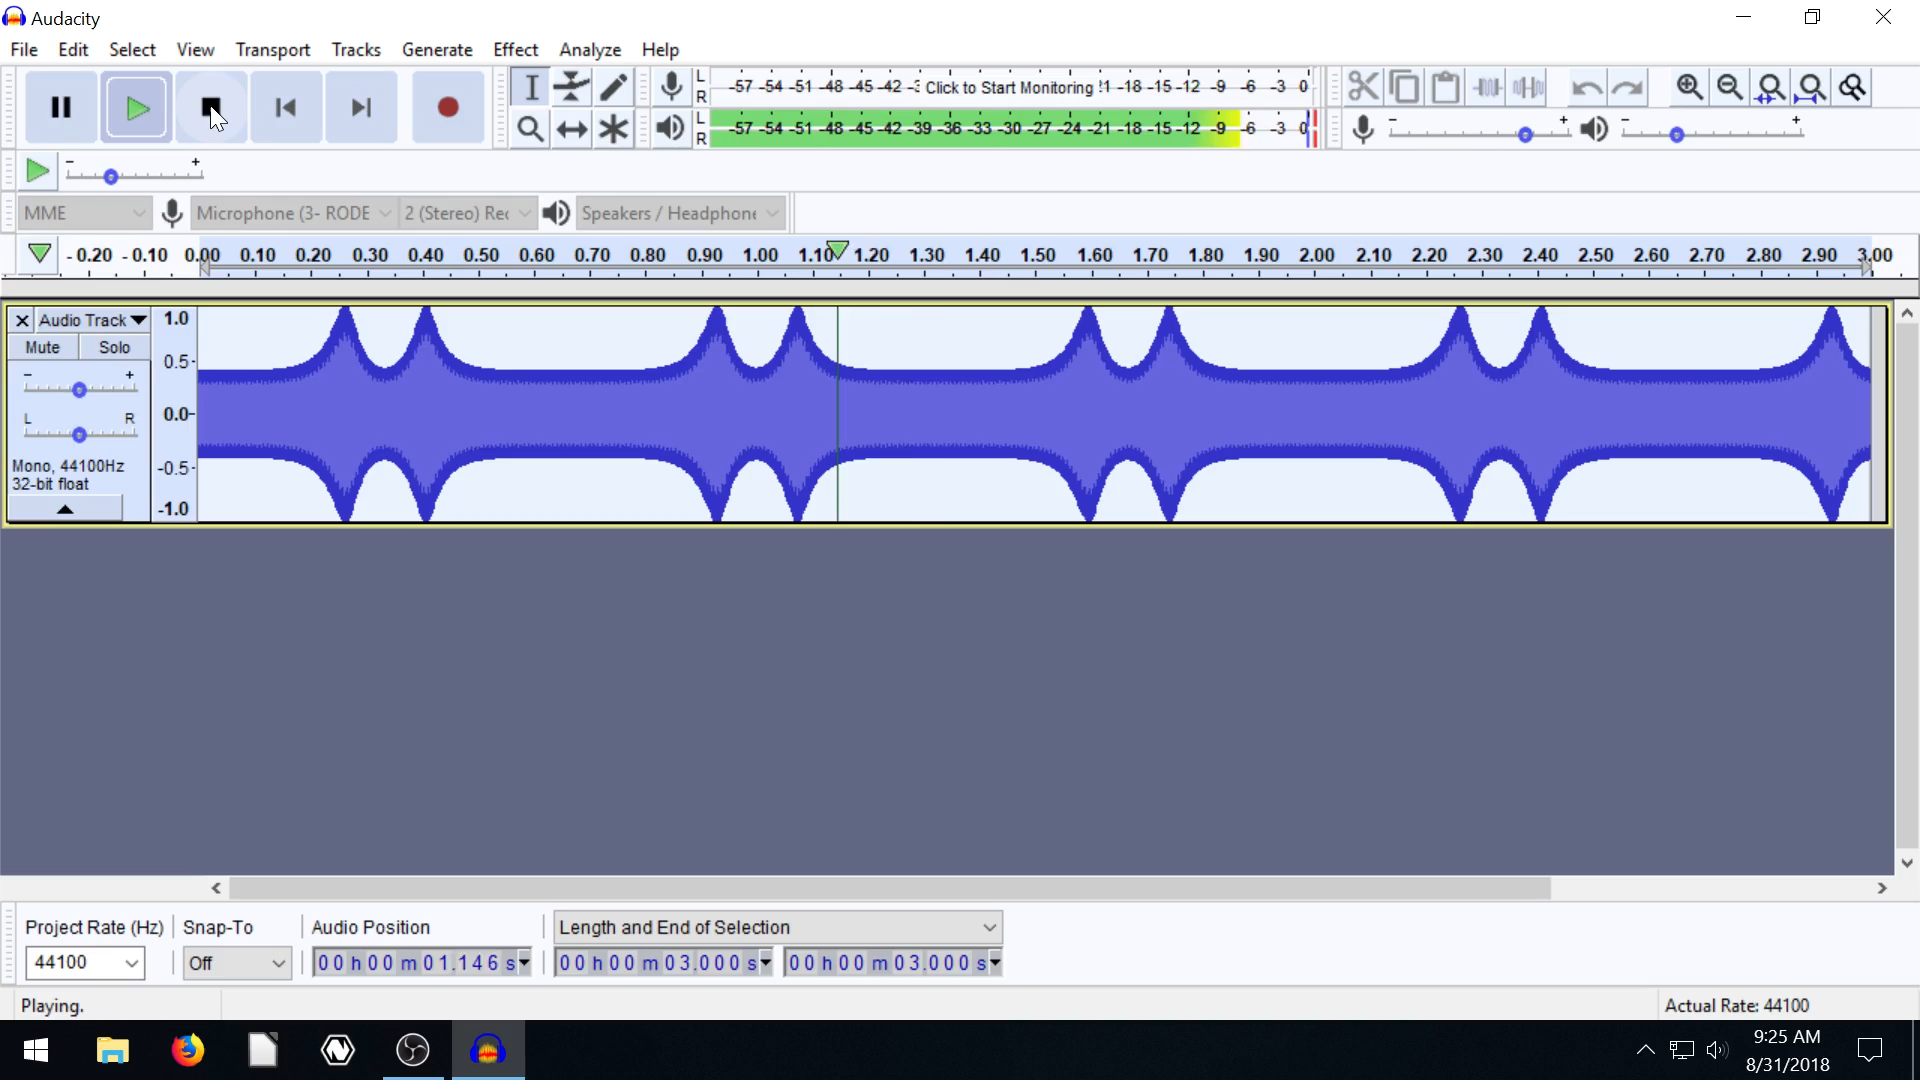 Audacity
File Edit Select View Transport Tracks Generate Effect Analyze Help
L
R
-57 -54 -51 -48 -45 -42 -3 Click to Start Monitoring !1 -18 -15 -12 -9 -6 -3 0
L
R
-57 -54 -51 -48 -45 -42 -39 -36 -33 -30 -27 -24 -21 -18 -15 -12 -9 -6 -3 0
- + - +
- +
MME Microphone (3- RODE 2 (Stereo) Rec Speakers / Headphone
-0.20 -0.10 0.00 0.10 0.20 0.30 0.40 0.50 0.60 0.70 0.80 0.90 1.00 1.10 1.20 1.30 1.40 1.50 1.60 1.70 1.80 1.90 2.00 2.10 2.20 2.30 2.40 2.50 2.60 2.70 2.80 2.90 3.00
Audio Track
Mute Solo
- +
L R
Mono, 44100Hz
32-bit float
1.0
0.5
0.0
-0.5
-1.0
Project Rate (Hz) Snap-To Audio Position Length and End of Selection
44100 Off 00 h 00 m 01.146 s 00 h 00 m 03.000 s 00 h 00 m 03.000 s
Playing. Actual Rate: 44100
9:25 AM
8/31/2018